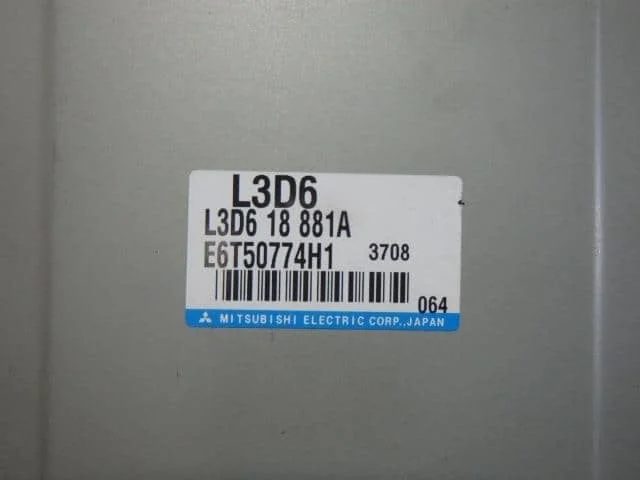 L3D6
L3D6 18 881A
E6T50774H1 3708
064
MITSUBISHI ELECTRIC CORP.,JAPAN